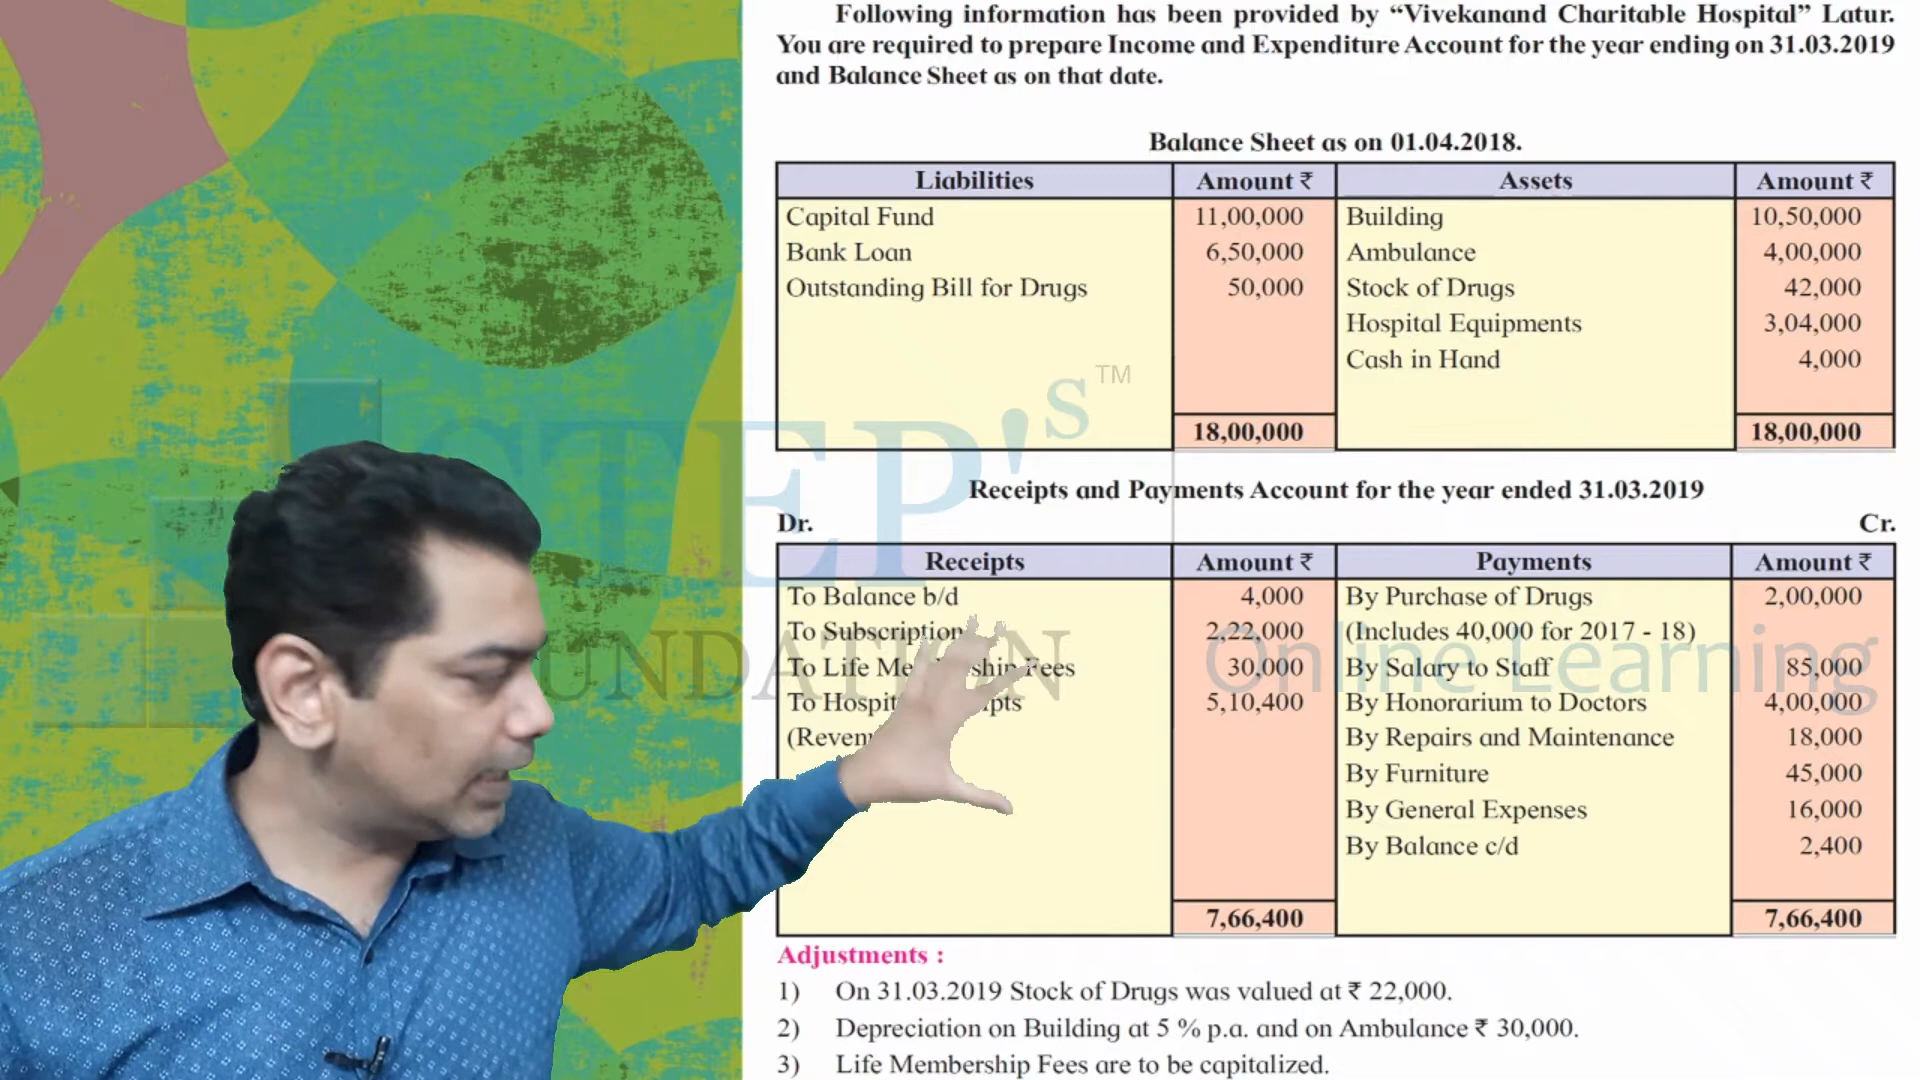 Following information has been provided by “Vivekanand Charitable Hospital” Latur.
You are required to prepare Income and Expenditure Account for the year ending on 31.03.2019
and Balance Sheet as on that date.
Balance Sheet as on 01.04.2018.
Liabilities Amount ₹ Assets Amount ₹
Capital Fund 11,00,000 Building 10,50,000
Bank Loan 6,50,000 Ambulance 4,00,000
Outstanding Bill for Drugs 50,000 Stock of Drugs 42,000
Hospital Equipments 3,04,000
Cash in Hand 4,000
18,00,000 18,00,000
STEP's™
Receipts and Payments Account for the year ended 31.03.2019
Dr. Cr.
Receipts Amount ₹ Payments Amount ₹
To Balance b/d 4,000 By Purchase of Drugs 2,00,000
To Subscription 2,22,000 (Includes 40,000 for 2017 - 18)
To Life Fees 30,000 By Salary to Staff 85,000
To 5,10,400 By Honorarium to Doctors 4,00,000
By Repairs and Maintenance 18,000
By Furniture 45,000
By General Expenses 16,000
By Balance c/d 2,400
7,66,400 7,66,400
Online Learning
Adjustments :
1) On 31.03.2019 Stock of Drugs was valued at ₹ 22,000.
2) Depreciation on Building at 5 % p.a. and on Ambulance ₹ 30,000.
3) Life Membership Fees are to be capitalized.